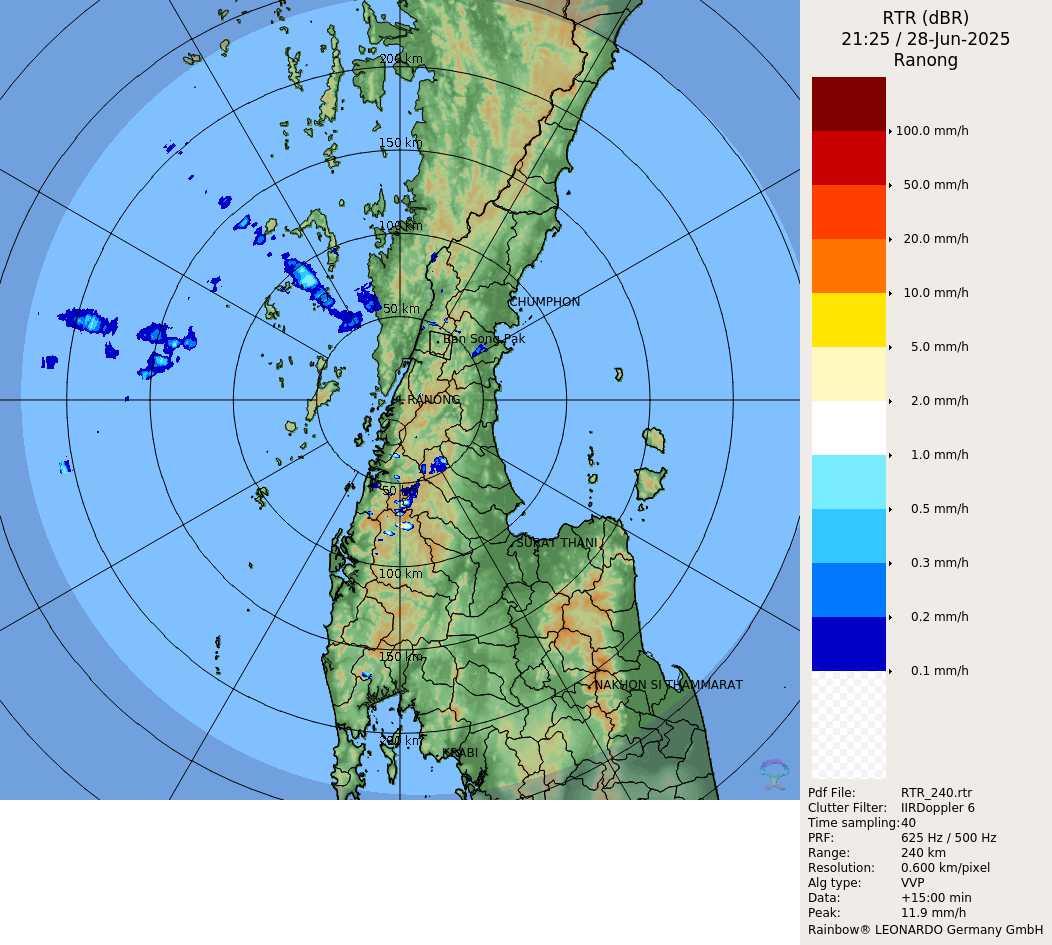 RTR (dBR)
21:25 / 28-Jun-2025
Ranong
200 km
150 km
100 km
50 km
CHUMPHON
Ban Song Pak
RANONG
50 km
SURAT THANI
100 km
150 km
NAKHON SI THAMMARAT
200 km
KRABI
100.0 mm/h
50.0 mm/h
20.0 mm/h
10.0 mm/h
5.0 mm/h
2.0 mm/h
1.0 mm/h
0.5 mm/h
0.3 mm/h
0.2 mm/h
0.1 mm/h
Pdf File: RTR_240.rtr
Clutter Filter: IIRDoppler 6
Time sampling:40
PRF: 625 Hz / 500 Hz
Range: 240 km
Resolution: 0.600 km/pixel
Alg type: VVP
Data: +15:00 min
Peak: 11.9 mm/h
Rainbow® LEONARDO Germany GmbH